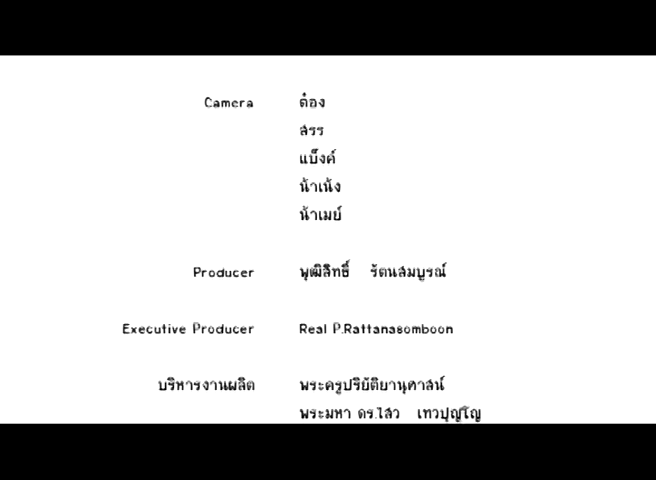 Camera ต๋อง
สรร
แบ็งค์
น้าเน้ง
น้าเมย์
Producer พุฒิสิทธิ์ รัตนสมบูรณ์
Executive Producer Real P.Rattanasomboon
บริหารงานผลิต พระครูปริยัติยานุศาสน์
พระมหา ดร.ไสว เทวปุญโญ